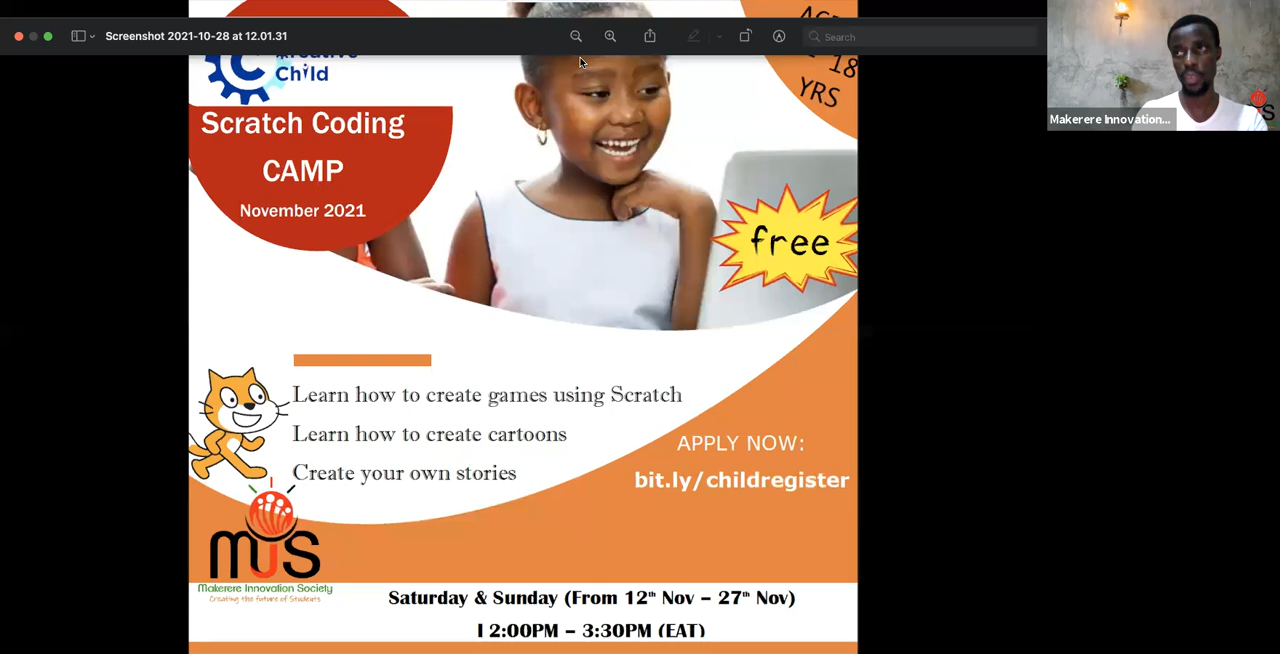 Screenshot 2021-10-28 at 12.01.31
Search
Child
18
YRS
Scratch Coding
CAMP
November 2021
free
Makerere Innovation...
Learn how to create games using Scratch
Learn how to create cartoons
Create your own stories
APPLY NOW:
bit.ly/childregister
MIS
Makerere Innovation Society
Creating the future of Students
Saturday & Sunday (From 12th Nov – 27th Nov)
| 2:00PM – 3:30PM (EAT)